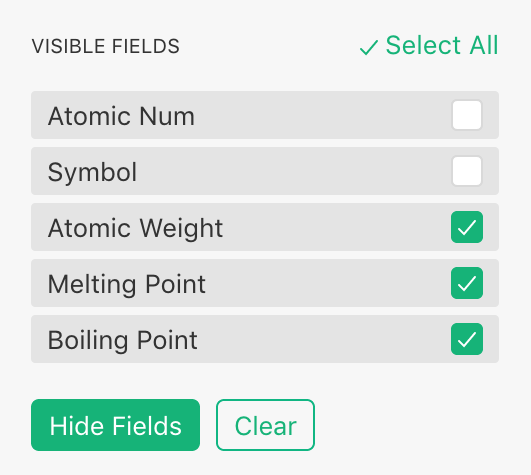 VISIBLE FIELDS Select All
Atomic Num
Symbol
Atomic Weight
Melting Point
Boiling Point
Hide Fields Clear